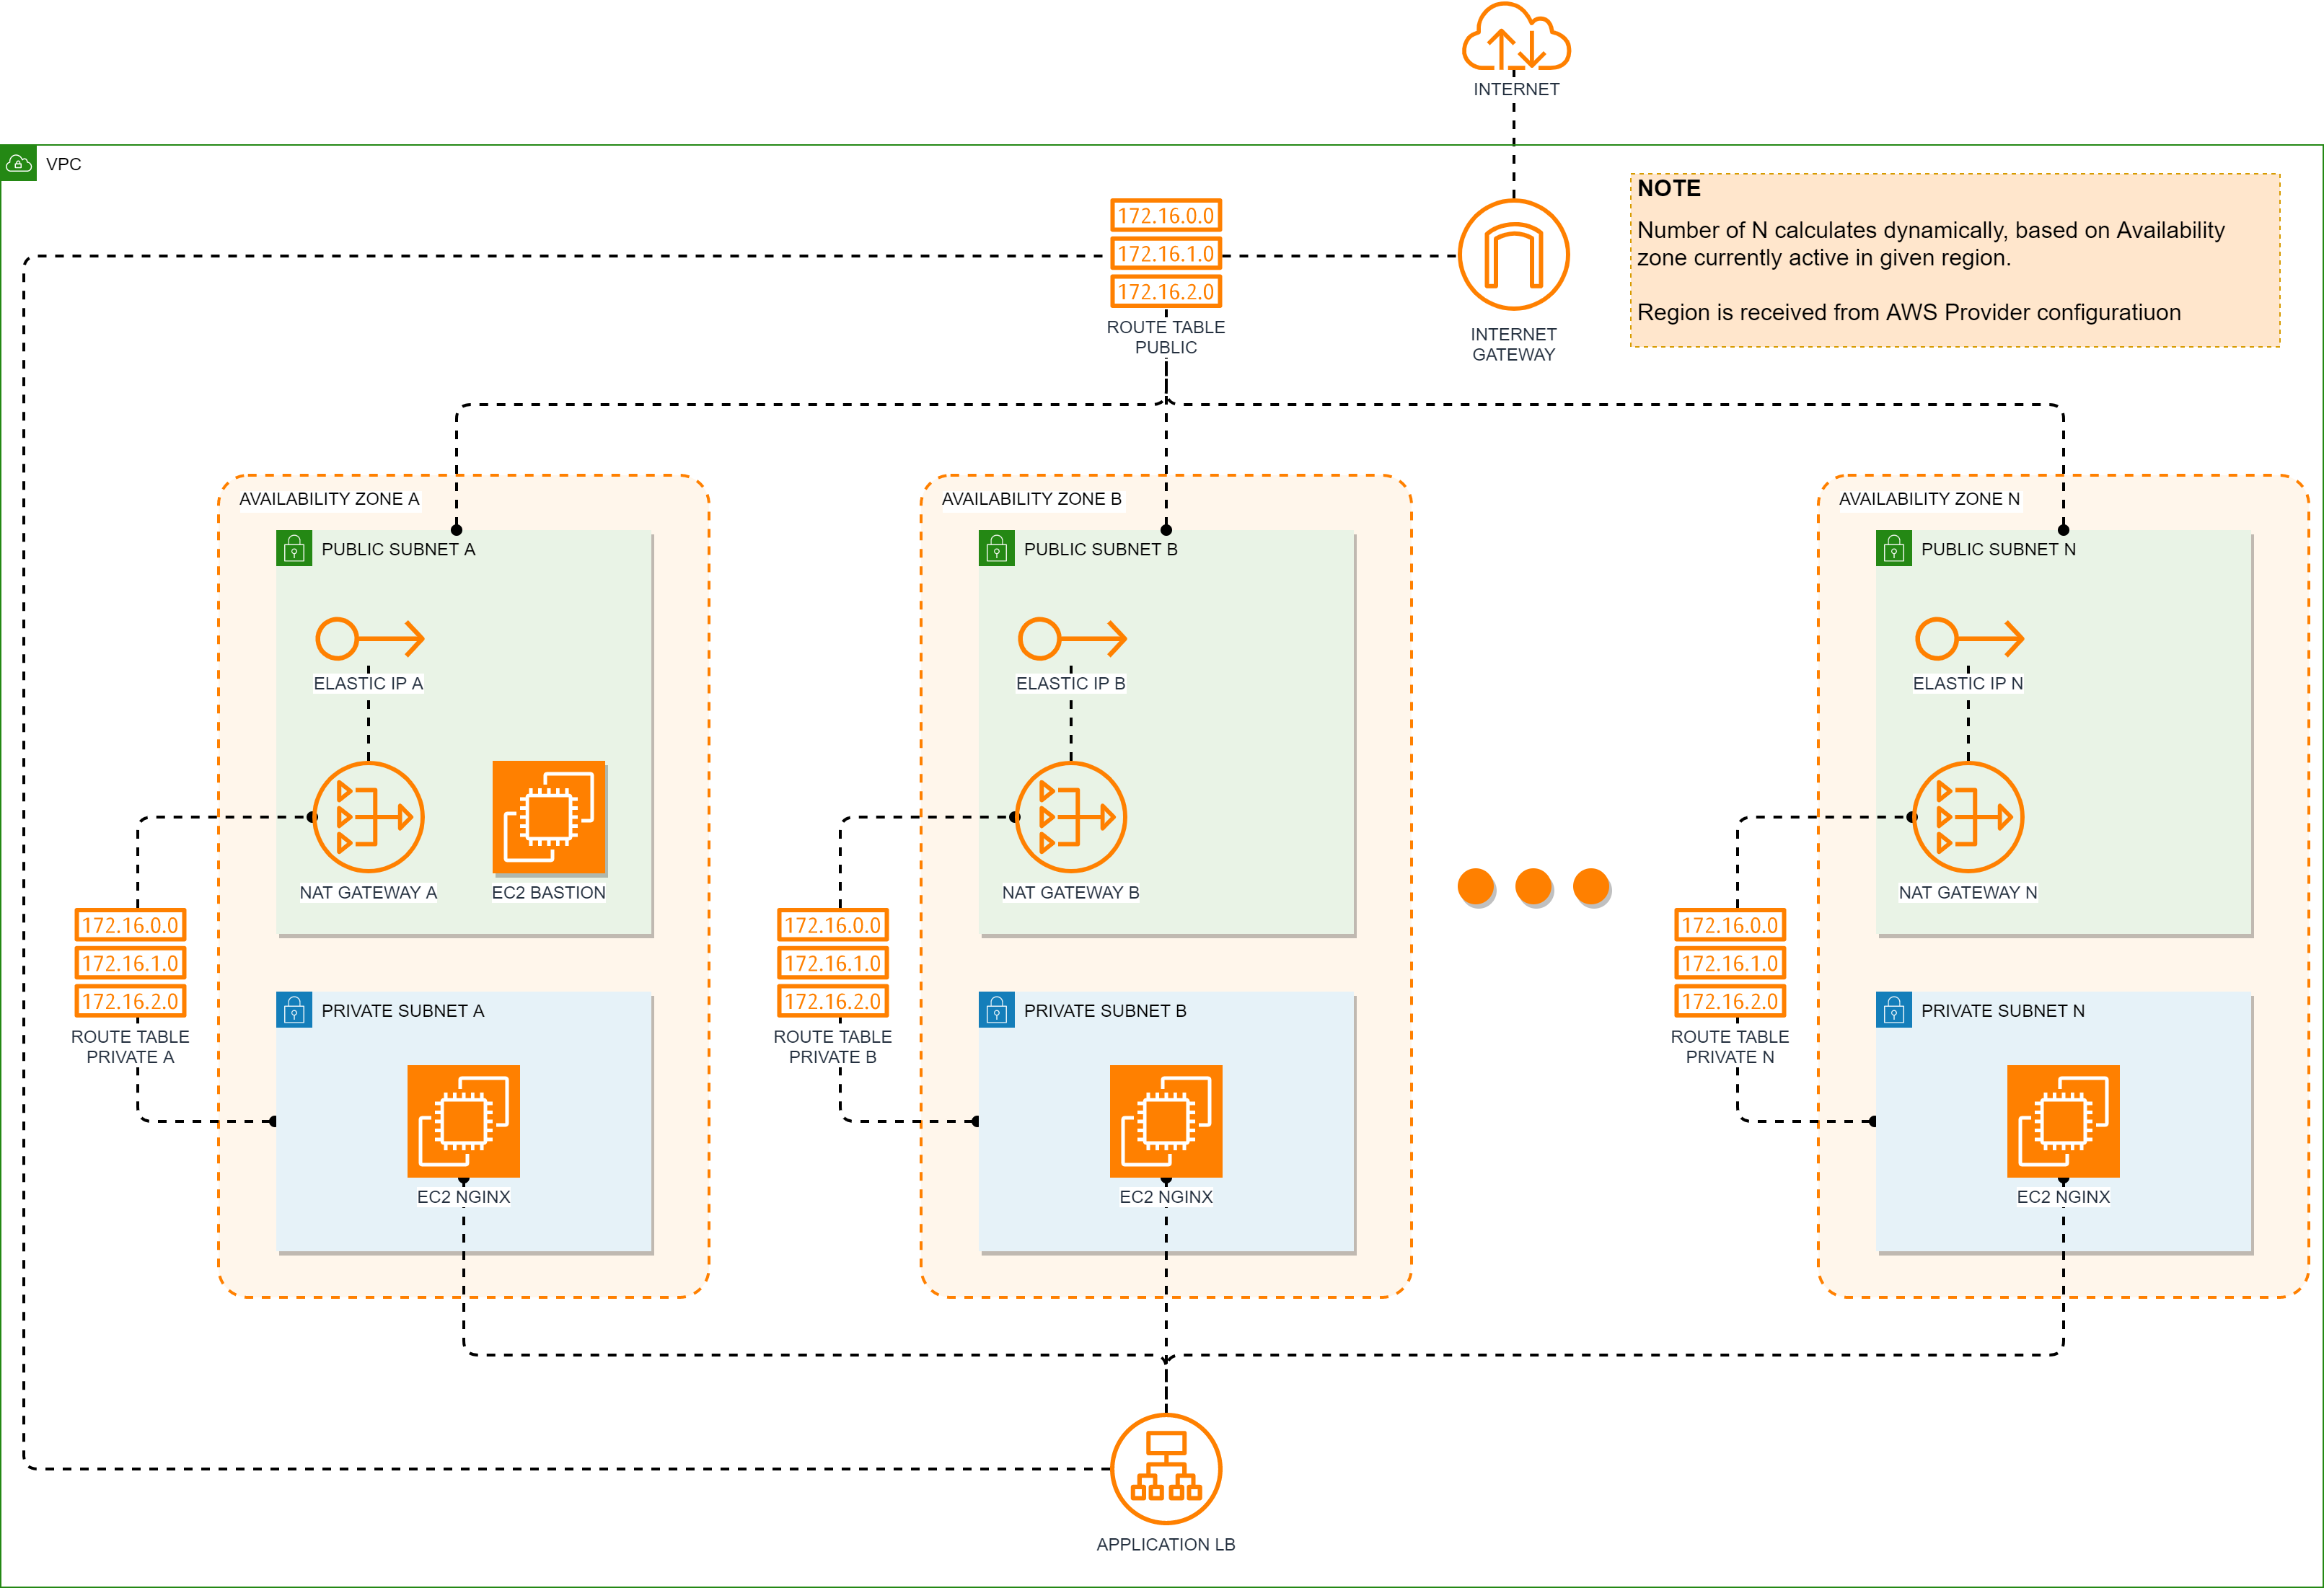 INTERNET
VPC
172.16.0.0
172.16.1.0
172.16.2.0
ROUTE TABLE
PUBLIC
INTERNET
GATEWAY
NOTE
Number of N calculates dynamically, based on Availability
zone currently active in given region.
Region is received from AWS Provider configuratiuon
AVAILABILITY ZONE A
PUBLIC SUBNET A
ELASTIC IP A
NAT GATEWAY A
EC2 BASTION
172.16.0.0
172.16.1.0
172.16.2.0
ROUTE TABLE
PRIVATE A
PRIVATE SUBNET A
EC2 NGINX
AVAILABILITY ZONE B
PUBLIC SUBNET B
ELASTIC IP B
NAT GATEWAY B
172.16.0.0
172.16.1.0
172.16.2.0
ROUTE TABLE
PRIVATE B
PRIVATE SUBNET B
EC2 NGINX
AVAILABILITY ZONE N
PUBLIC SUBNET N
ELASTIC IP N
NAT GATEWAY N
172.16.0.0
172.16.1.0
172.16.2.0
ROUTE TABLE
PRIVATE N
PRIVATE SUBNET N
EC2 NGINX
APPLICATION LB